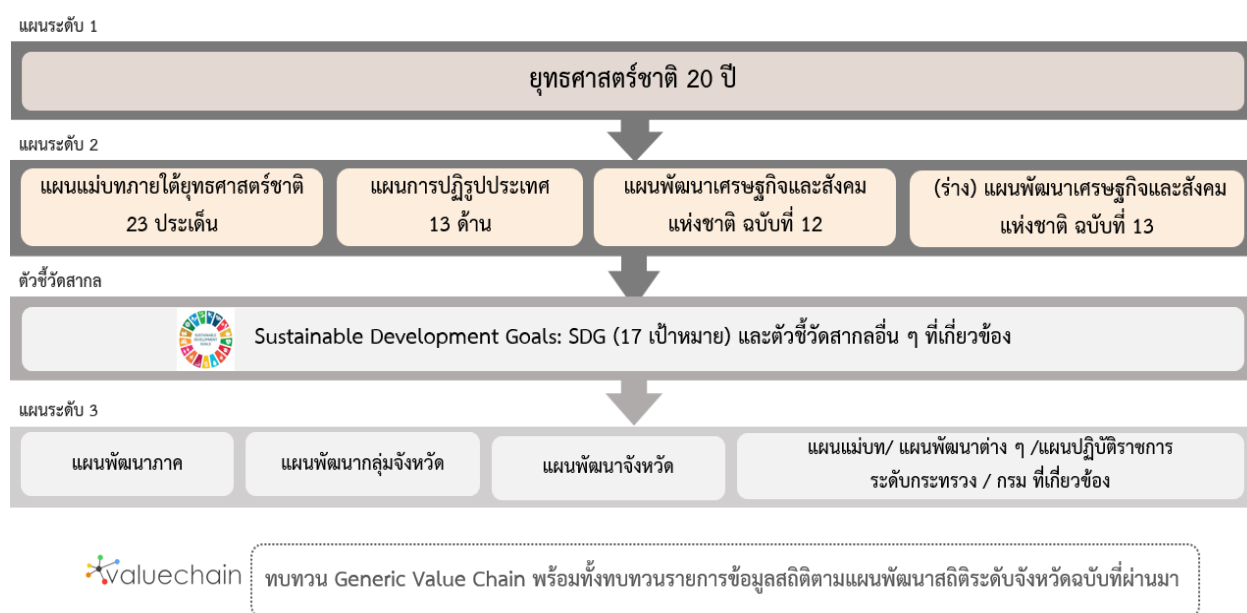 แผนระดับ 1
ยุทธศาสตร์ชาติ 20 ปี
แผนระดับ 2
แผนแม่บทภายใต้ยุทธศาสตร์ชาติ
23 ประเด็น
แผนการปฏิรูปประเทศ
13 ด้าน
แผนพัฒนาเศรษฐกิจและสังคม
แห่งชาติ ฉบับที่ 12
(ร่าง) แผนพัฒนาเศรษฐกิจและสังคม
แห่งชาติ ฉบับที่ 13
ตัวชี้วัดสากล
Sustainable Development Goals: SDG (17 เป้าหมาย) และตัวชี้วัดสากลอื่น ๆ ที่เกี่ยวข้อง
แผนระดับ 3
แผนพัฒนาภาค
แผนพัฒนากลุ่มจังหวัด
แผนพัฒนาจังหวัด
แผนแม่บท/ แผนพัฒนาต่าง ๆ /แผนปฏิบัติราชการ
ระดับกระทรวง / กรม ที่เกี่ยวข้อง
valuechain
ทบทวน Generic Value Chain พร้อมทั้งทบทวนรายการข้อมูลสถิติตามแผนพัฒนาสถิติระดับจังหวัดฉบับที่ผ่านมา